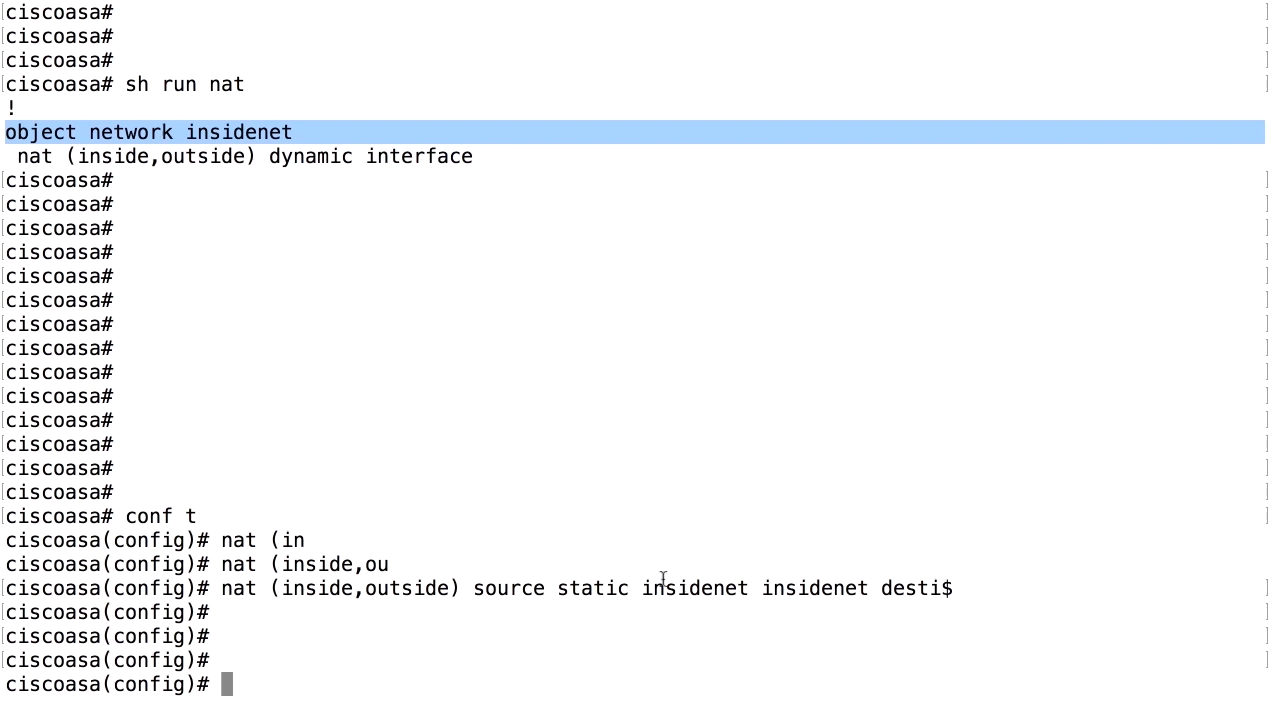 ciscoasa#
ciscoasa#
ciscoasa#
ciscoasa# sh run nat
!
object network insidenet
 nat (inside,outside) dynamic interface
ciscoasa#
ciscoasa#
ciscoasa#
ciscoasa#
ciscoasa#
ciscoasa#
ciscoasa#
ciscoasa#
ciscoasa#
ciscoasa#
ciscoasa#
ciscoasa#
ciscoasa#
ciscoasa#
ciscoasa# conf t
ciscoasa(config)# nat (in
ciscoasa(config)# nat (inside,ou
ciscoasa(config)# nat (inside,outside) source static insidenet insidenet desti$
ciscoasa(config)#
ciscoasa(config)#
ciscoasa(config)#
ciscoasa(config)#